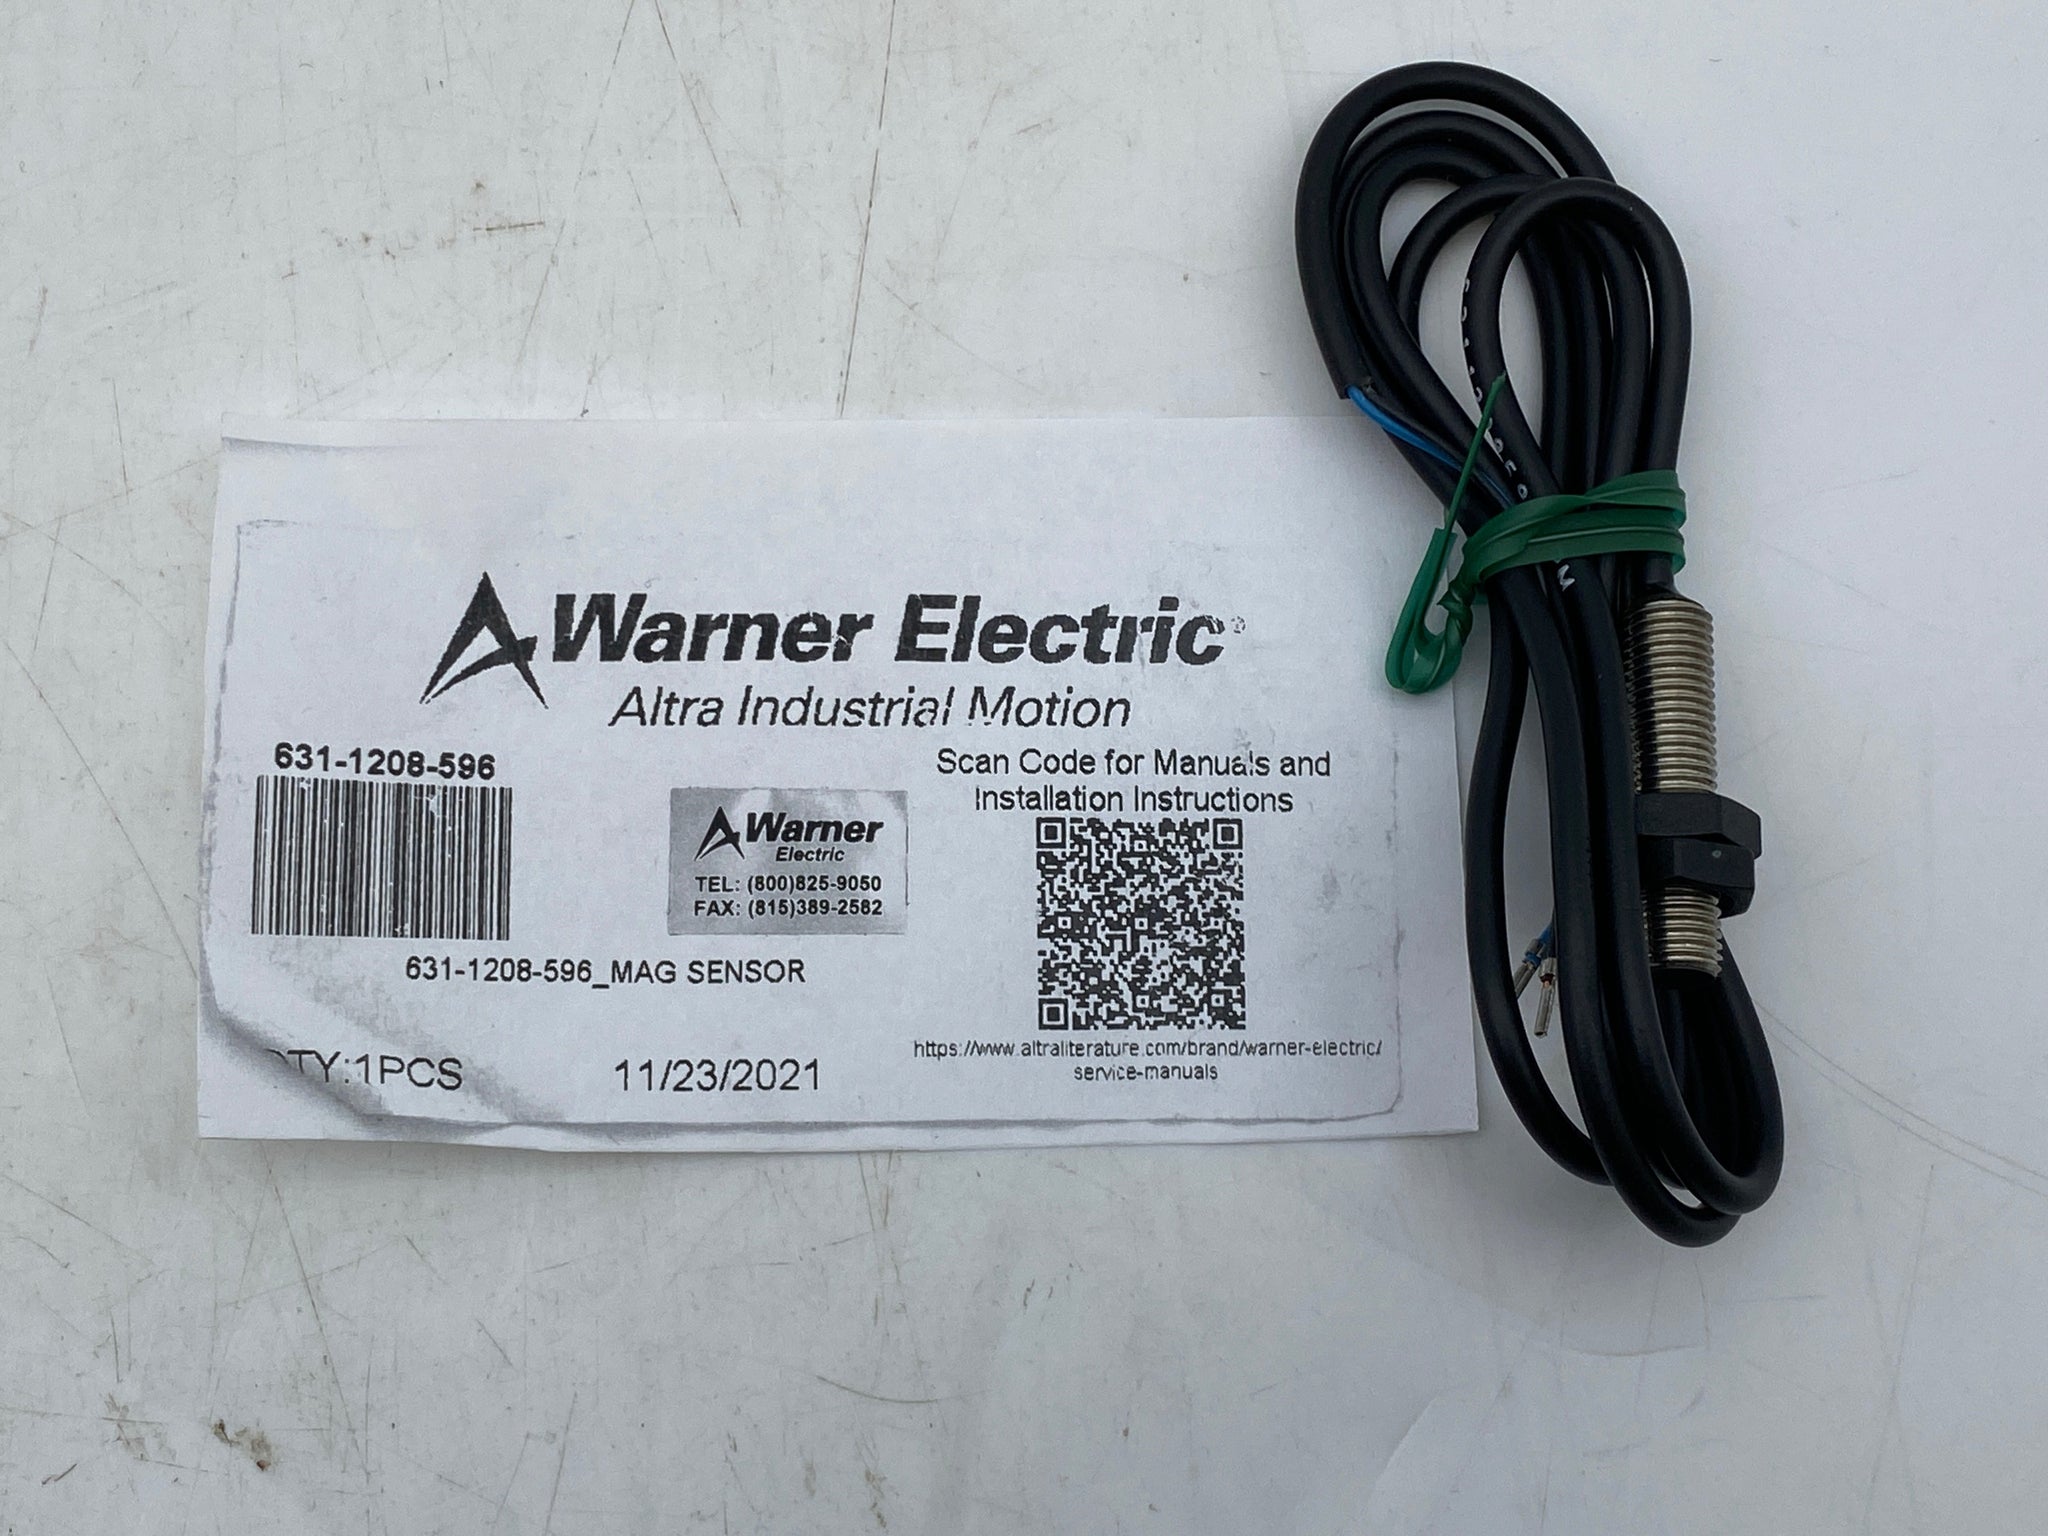 Warner Electric®
Altra Industrial Motion
631-1208-596
Scan Code for Manuals and
Installation Instructions
Warner
Electric
TEL: (800)825-9050
FAX: (815)389-2582
631-1208-596_MAG SENSOR
https://www.altraliterature.com/brand/warner-electric/
service-manuals
QTY:1PCS
11/23/2021